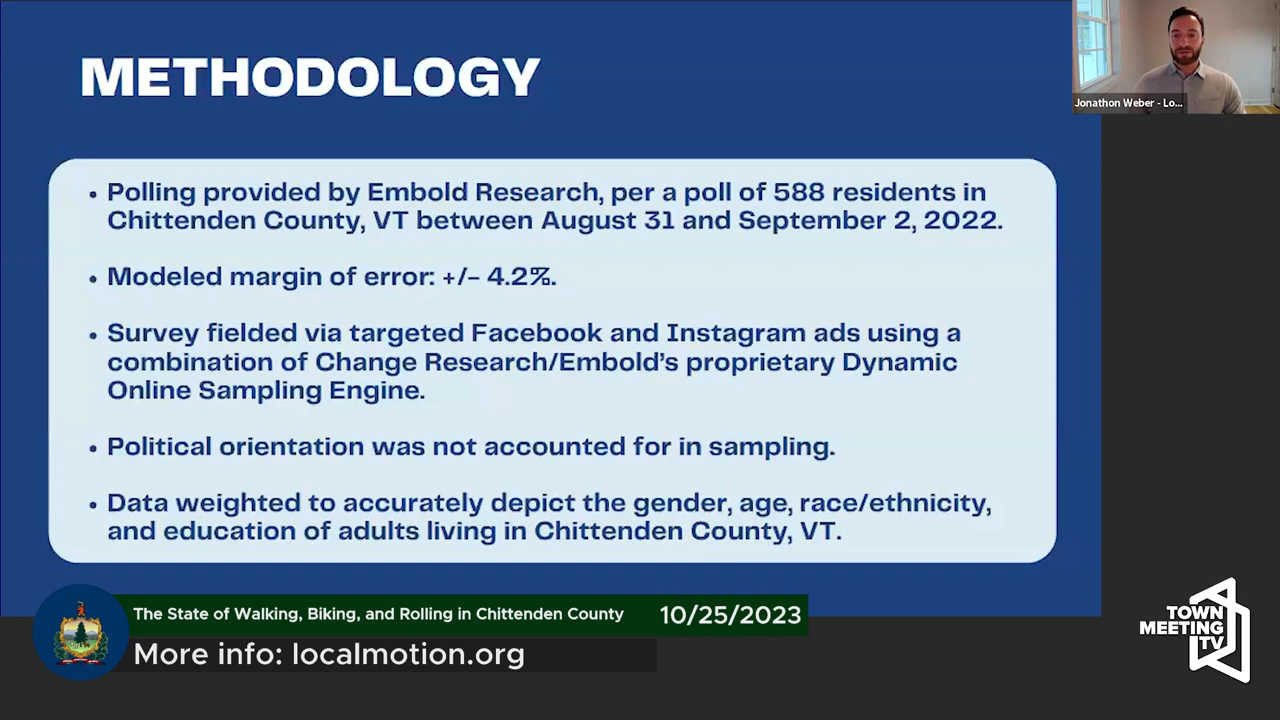 METHODOLOGY
Jonathon Weber - Lo...
• Polling provided by Embold Research, per a poll of 588 residents in
Chittenden County, VT between August 31 and September 2, 2022.
• Modeled margin of error: +/- 4.2%.
• Survey fielded via targeted Facebook and Instagram ads using a
combination of Change Research/Embold's proprietary Dynamic
Online Sampling Engine.
• Political orientation was not accounted for in sampling.
• Data weighted to accurately depict the gender, age, race/ethnicity,
and education of adults living in Chittenden County, VT.
The State of Walking, Biking, and Rolling in Chittenden County 10/25/2023
More info: localmotion.org
TOWN
MEETING
TV